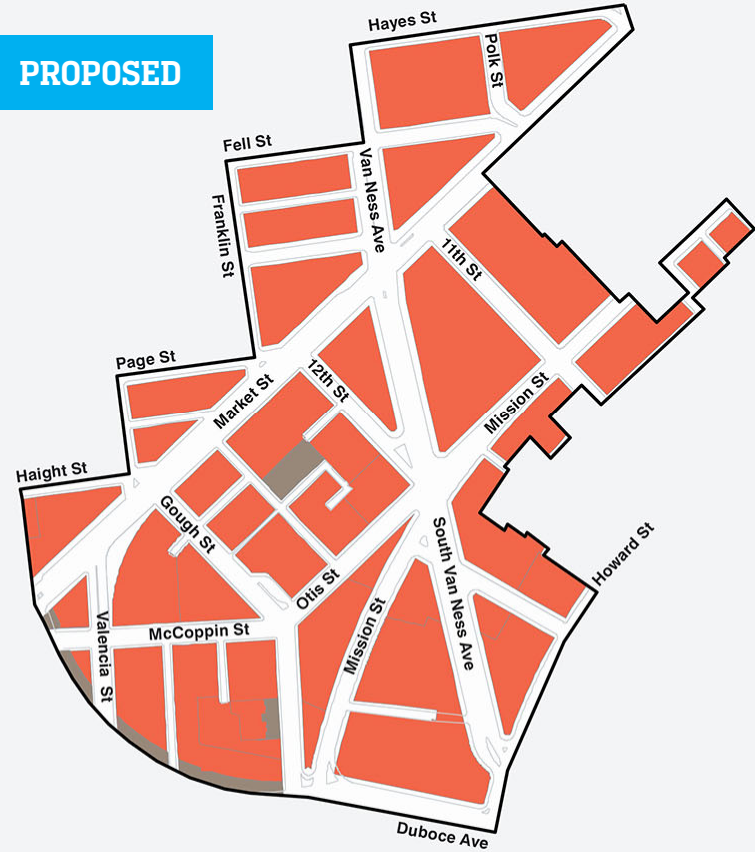 Hayes St
Polk St
PROPOSED
Fell St
Van Ness Ave
Franklin St
11th St
Page St
12th St
Market St
Mission St
Haight St
Gough St
South Van Ness Ave
Howard St
Otis St
Mission St
McCoppin St
Valencia St
Duboce Ave